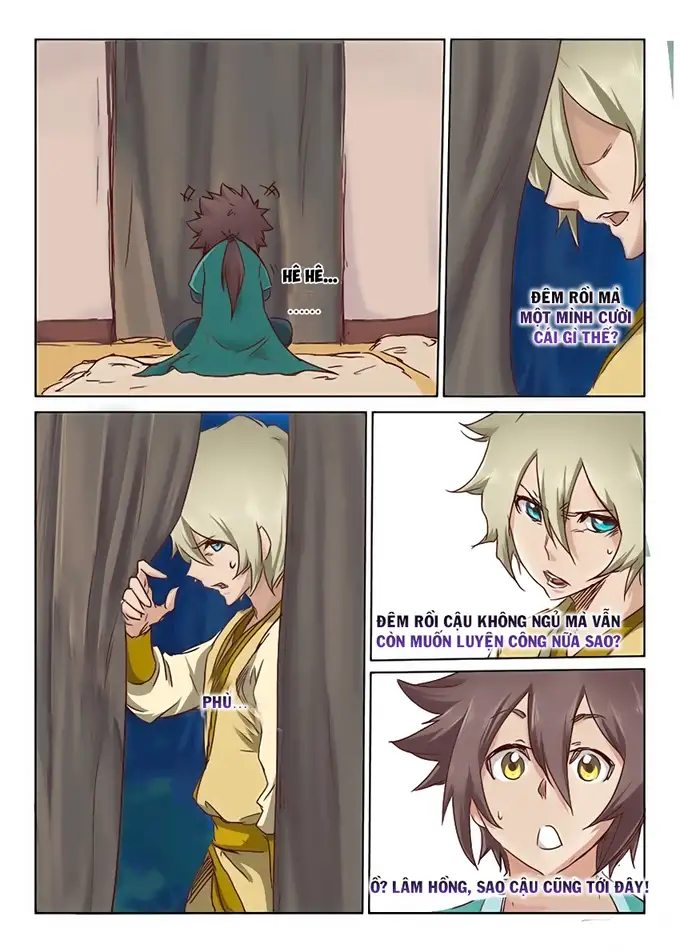 HÊ HÊ...
......
ĐÊM RỒI MÀ
MỘT MÌNH CƯỜI
CÁI GÌ THẾ?
PHÙ...
ĐÊM RỒI CẬU KHÔNG NGỦ MÀ VẪN
CÒN MUỐN LUYỆN CÔNG NỮA SAO?
Ồ? LÂM HỒNG, SAO CẬU CŨNG TỚI ĐÂY!